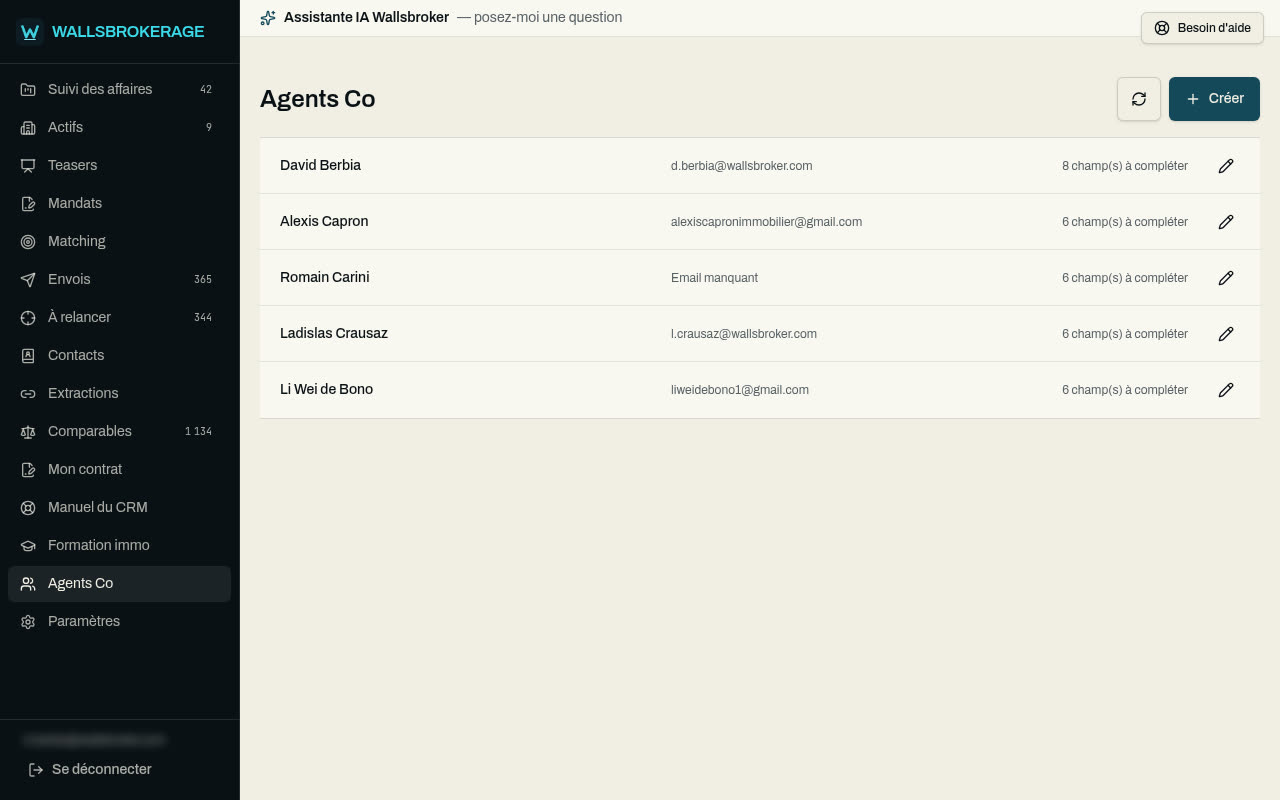 WALLSBROKERAGE
Suivi des affaires 42
Actifs 9
Teasers
Mandats
Matching
Envois 365
À relancer 344
Contacts
Extractions
Comparables 1 134
Mon contrat
Manuel du CRM
Formation immo
Agents Co
Paramètres
Se déconnecter
Assistante IA Wallsbroker — posez-moi une question
Besoin d'aide
Agents Co
Créer
David Berbia d.berbia@wallsbroker.com 8 champ(s) à compléter
Alexis Capron alexiscapronimmobilier@gmail.com 6 champ(s) à compléter
Romain Carini Email manquant 6 champ(s) à compléter
Ladislas Crausaz l.crausaz@wallsbroker.com 6 champ(s) à compléter
Li Wei de Bono liweidebono1@gmail.com 6 champ(s) à compléter